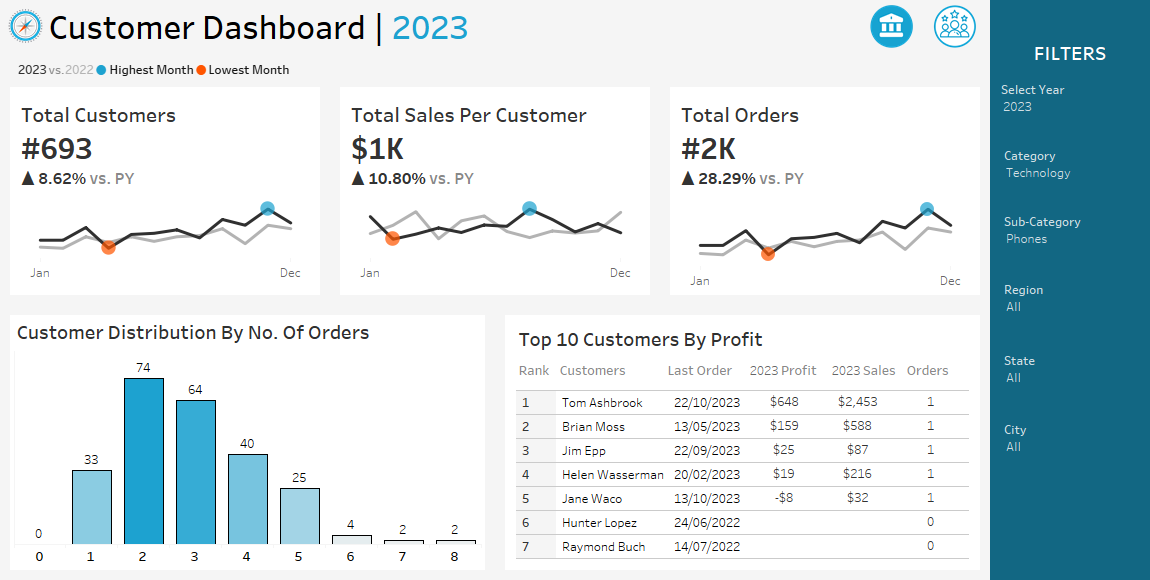 Customer Dashboard | 2023
2023 vs. 2022 Highest Month Lowest Month
Total Customers
#693
▲ 8.62% vs. PY
Jan Dec
Total Sales Per Customer
$1K
▲ 10.80% vs. PY
Jan Dec
Total Orders
#2K
▲ 28.29% vs. PY
Jan Dec
Customer Distribution By No. Of Orders
0 33 74 64 40 25 4 2 2
0 1 2 3 4 5 6 7 8
Top 10 Customers By Profit
Rank Customers Last Order 2023 Profit 2023 Sales Orders
1 Tom Ashbrook 22/10/2023 $648 $2,453 1
2 Brian Moss 13/05/2023 $159 $588 1
3 Jim Epp 22/09/2023 $25 $87 1
4 Helen Wasserman 20/02/2023 $19 $216 1
5 Jane Waco 13/10/2023 -$8 $32 1
6 Hunter Lopez 24/06/2022 0
7 Raymond Buch 14/07/2022 0
FILTERS
Select Year
2023
Category
Technology
Sub-Category
Phones
Region
All
State
All
City
All